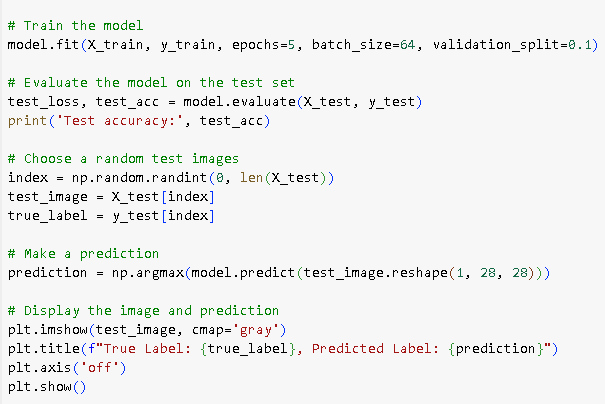 # Train the model
model.fit(X_train, y_train, epochs=5, batch_size=64, validation_split=0.1)
# Evaluate the model on the test set
test_loss, test_acc = model.evaluate(X_test, y_test)
print('Test accuracy:', test_acc)
# Choose a random test images
index = np.random.randint(0, len(X_test))
test_image = X_test[index]
true_label = y_test[index]
# Make a prediction
prediction = np.argmax(model.predict(test_image.reshape(1, 28, 28)))
# Display the image and prediction
plt.imshow(test_image, cmap='gray')
plt.title(f"True Label: {true_label}, Predicted Label: {prediction}")
plt.axis('off')
plt.show()